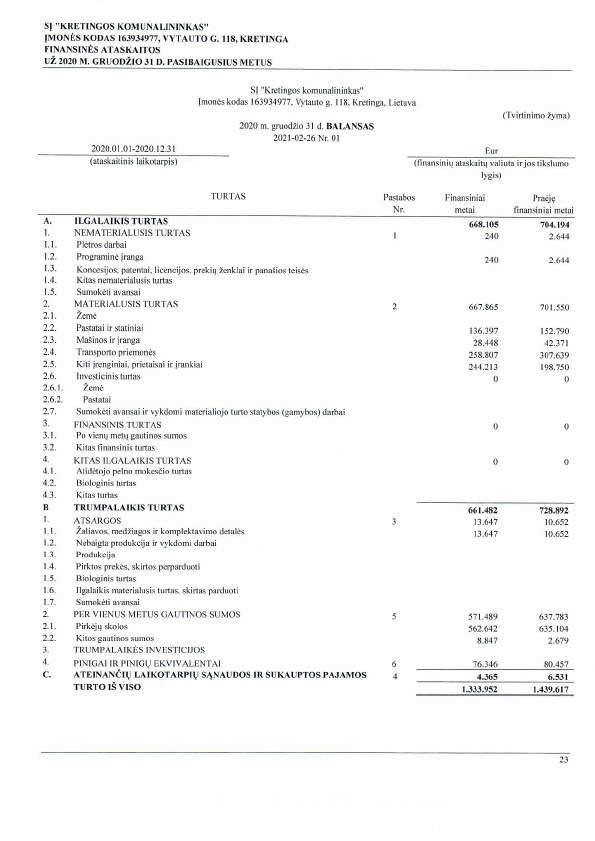 SĮ "KRETINGOS KOMUNALININKAS"
ĮMONĖS KODAS 163934977, VYTAUTO G. 118, KRETINGA
FINANSINĖS ATASKAITOS
UŽ 2020 M. GRUODŽIO 31 D. PASIBAIGUSIUS METUS
SĮ "Kretingos komunalininkas"
Įmonės kodas 163934977, Vytauto g. 118, Kretinga, Lietuva
(Tvirtinimo žyma)
2020 m. gruodžio 31 d. BALANSAS
2021-02-26 Nr. 01
2020.01.01-2020.12.31 Eur
(ataskaitinis laikotarpis) (finansinių ataskaitų valiuta ir jos tikslumo
lygis)
TURTAS Pastabos Finansiniai Praėję
Nr. metai finansiniai metai
A. ILGALAIKIS TURTAS 668.105 704.194
1. NEMATERIALUSIS TURTAS 1 240 2.644
1.1. Plėtros darbai
1.2. Programinė įranga 240 2.644
1.3. Koncesijos, patentai, licencijos, prekių ženklai ir panašios teisės
1.4. Kitas nematerialusis turtas
1.5. Sumokėti avansai
2. MATERIALUSIS TURTAS 2 667.865 701.550
2.1. Žemė
2.2. Pastatai ir statiniai 136.397 152.790
2.3. Mašinos ir įranga 28.448 42.371
2.4. Transporto priemonės 258.807 307.639
2.5. Kiti įrenginiai, prietaisai ir įrankiai 244.213 198.750
2.6. Investicinis turtas 0 0
2.6.1. Žemė
2.6.2. Pastatai
2.7. Sumokėti avansai ir vykdomi materialiojo turto statybos (gamybos) darbai
3. FINANSINIS TURTAS 0 0
3.1. Po vienų metų gautinos sumos
3.2. Kitas finansinis turtas
4. KITAS ILGALAIKIS TURTAS 0 0
4.1. Atidėtojo pelno mokesčio turtas
4.2. Biologinis turtas
4.3. Kitas turtas
B TRUMPALAIKIS TURTAS 661.482 728.892
1. ATSARGOS 3 13.647 10.652
1.1. Žaliavos, medžiagos ir komplektavimo detalės 13.647 10.652
1.2. Nebaigta produkcija ir vykdomi darbai
1.3. Produkcija
1.4. Pirktos prekės, skirtos perparduoti
1.5. Biologinis turtas
1.6. Ilgalaikis materialusis turtas, skirtas parduoti
1.7. Sumokėti avansai
2. PER VIENUS METUS GAUTINOS SUMOS 5 571.489 637.783
2.1. Pirkėjų skolos 562.642 635.104
2.2. Kitos gautinos sumos 8.847 2.679
3. TRUMPALAIKĖS INVESTICIJOS
4. PINIGAI IR PINIGŲ EKVIVALENTAI 6 76.346 80.457
C. ATEINANČIŲ LAIKOTARPIŲ SĄNAUDOS IR SUKAUPTOS PAJAMOS 4 4.365 6.531
TURTO IŠ VISO 1.333.952 1.439.617
23